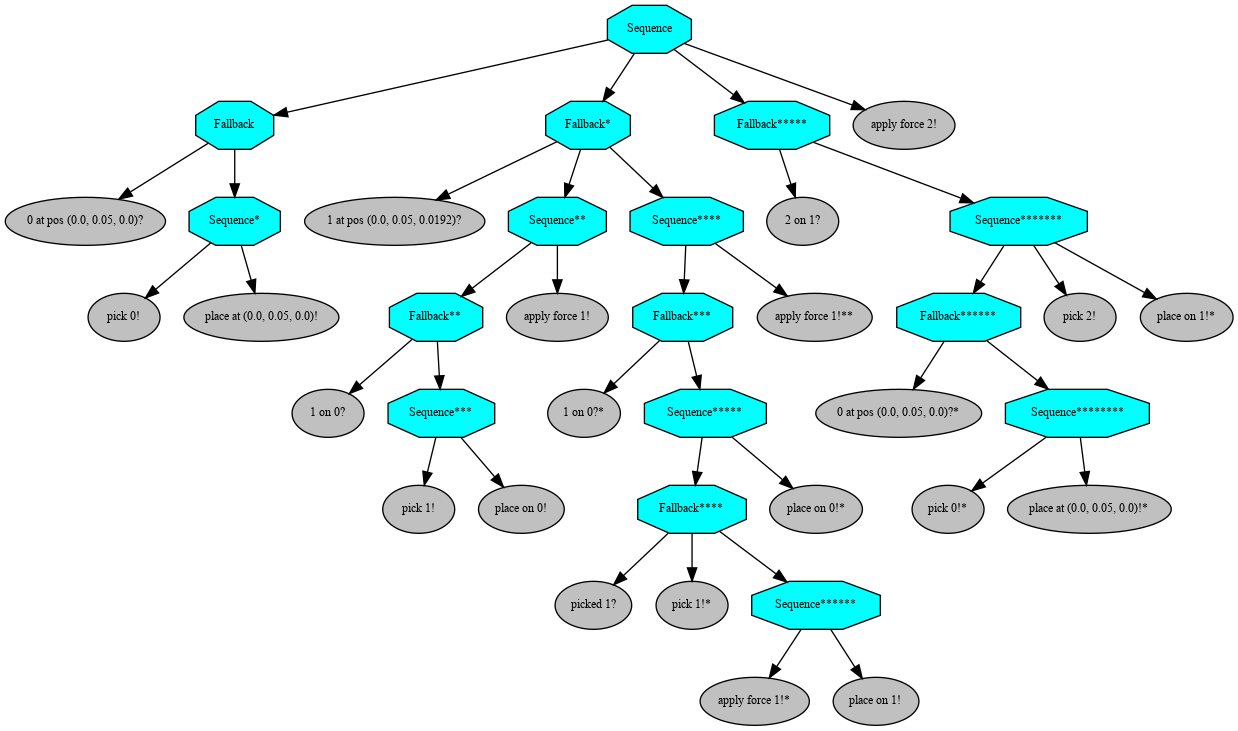 Sequence
Fallback
Fallback*
Fallback*****
apply force 2!
0 at pos (0.0, 0.05, 0.0)?
Sequence*
1 at pos (0.0, 0.05, 0.0192)?
Sequence**
Sequence****
2 on 1?
Sequence*******
pick 0!
place at (0.0, 0.05, 0.0)!
Fallback**
apply force 1!
Fallback***
apply force 1!**
Fallback******
pick 2!
place on 1!*
1 on 0?
Sequence***
1 on 0?*
Sequence*****
0 at pos (0.0, 0.05, 0.0)?*
Sequence********
pick 1!
place on 0!
Fallback****
place on 0!*
pick 0!*
place at (0.0, 0.05, 0.0)!*
picked 1?
pick 1!*
Sequence******
apply force 1!*
place on 1!